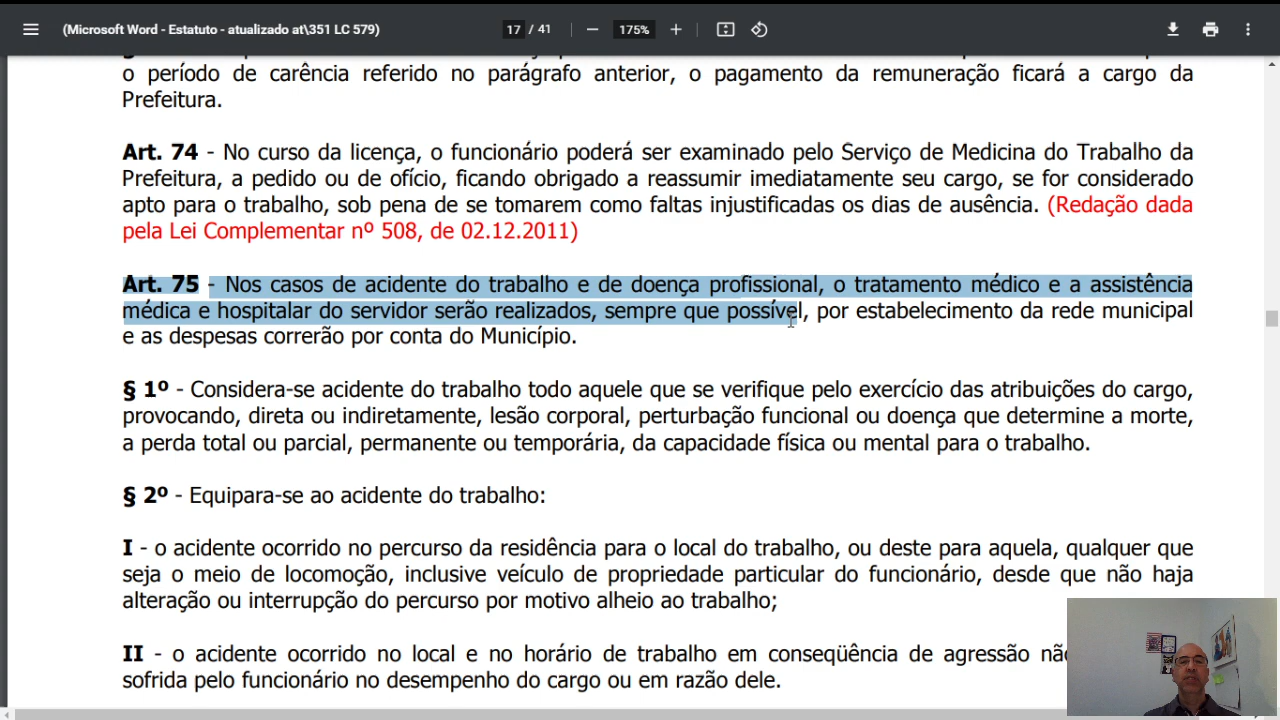 (Microsoft Word - Estatuto - atualizado at\351 LC 579)
17 / 41
175%
o período de carência referido no parágrafo anterior, o pagamento da remuneração ficará a cargo da
Prefeitura.
Art. 74 - No curso da licença, o funcionário poderá ser examinado pelo Serviço de Medicina do Trabalho da
Prefeitura, a pedido ou de ofício, ficando obrigado a reassumir imediatamente seu cargo, se for considerado
apto para o trabalho, sob pena de se tomarem como faltas injustificadas os dias de ausência. (Redação dada
pela Lei Complementar nº 508, de 02.12.2011)
Art. 75 - Nos casos de acidente do trabalho e de doença profissional, o tratamento médico e a assistência
médica e hospitalar do servidor serão realizados, sempre que possível, por estabelecimento da rede municipal
e as despesas correrão por conta do Município.
§ 1º - Considera-se acidente do trabalho todo aquele que se verifique pelo exercício das atribuições do cargo,
provocando, direta ou indiretamente, lesão corporal, perturbação funcional ou doença que determine a morte,
a perda total ou parcial, permanente ou temporária, da capacidade física ou mental para o trabalho.
§ 2º - Equipara-se ao acidente do trabalho:
I - o acidente ocorrido no percurso da residência para o local do trabalho, ou deste para aquela, qualquer que
seja o meio de locomoção, inclusive veículo de propriedade particular do funcionário, desde que não haja
alteração ou interrupção do percurso por motivo alheio ao trabalho;
II - o acidente ocorrido no local e no horário de trabalho em conseqüência de agressão
sofrida pelo funcionário no desempenho do cargo ou em razão dele.